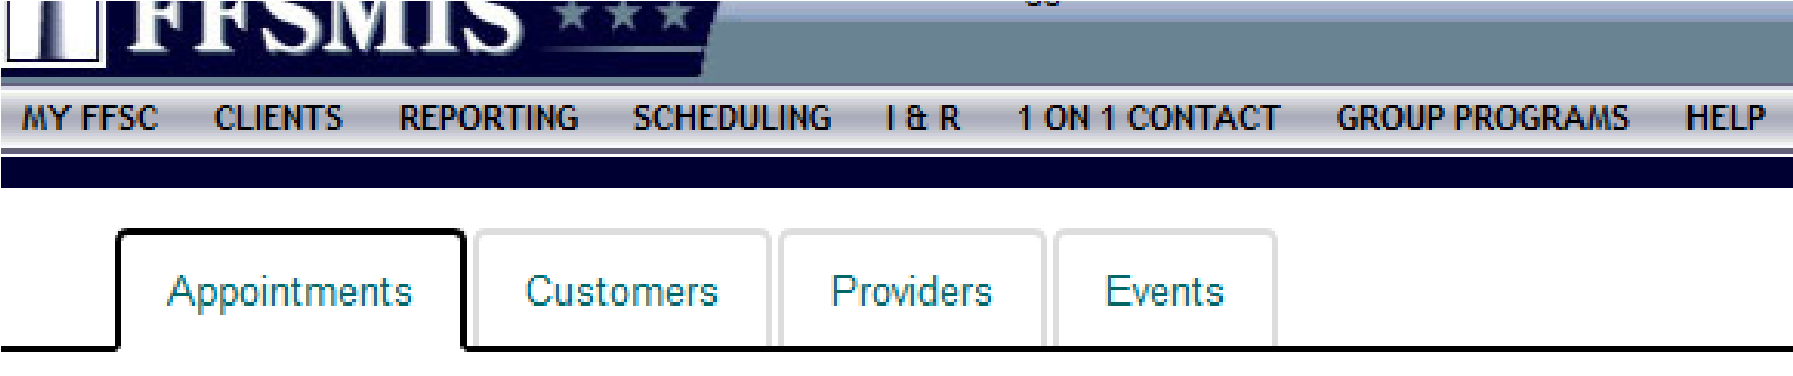 FFSMIS
MY FFSC CLIENTS REPORTING SCHEDULING I & R 1 ON 1 CONTACT GROUP PROGRAMS HELP
Appointments Customers Providers Events